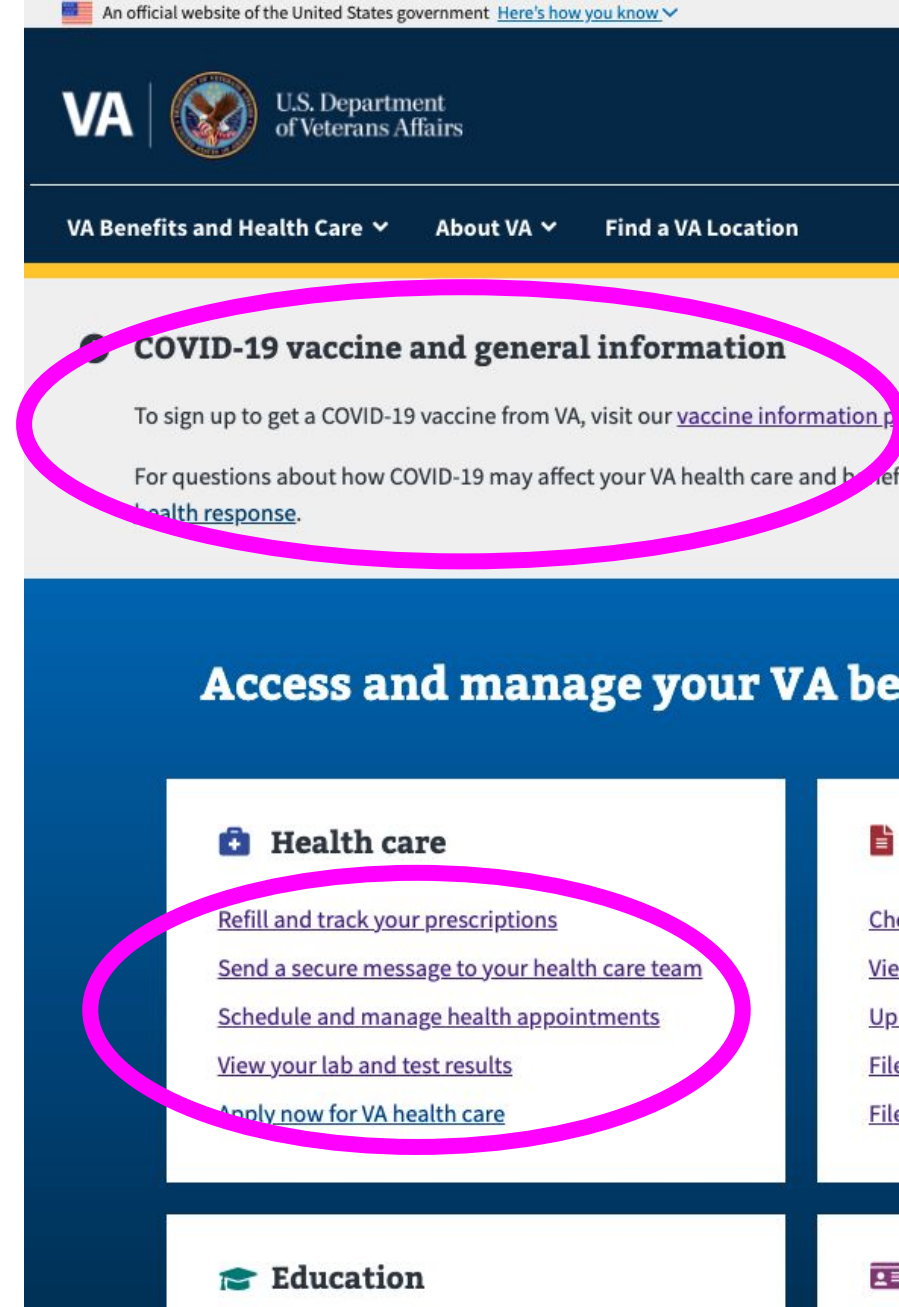 An official website of the United States government Here's how you know
VA
U.S. Department
of Veterans Affairs
VA Benefits and Health Care About VA Find a VA Location
COVID-19 vaccine and general information
To sign up to get a COVID-19 vaccine from VA, visit our vaccine information
For questions about how COVID-19 may affect your VA health care and
health response.
Access and manage your VA be
Health care
Refill and track your prescriptions
Che
Send a secure message to your health care team
Vie
Schedule and manage health appointments
Up
View your lab and test results
File
Apply now for VA health care
File
Education